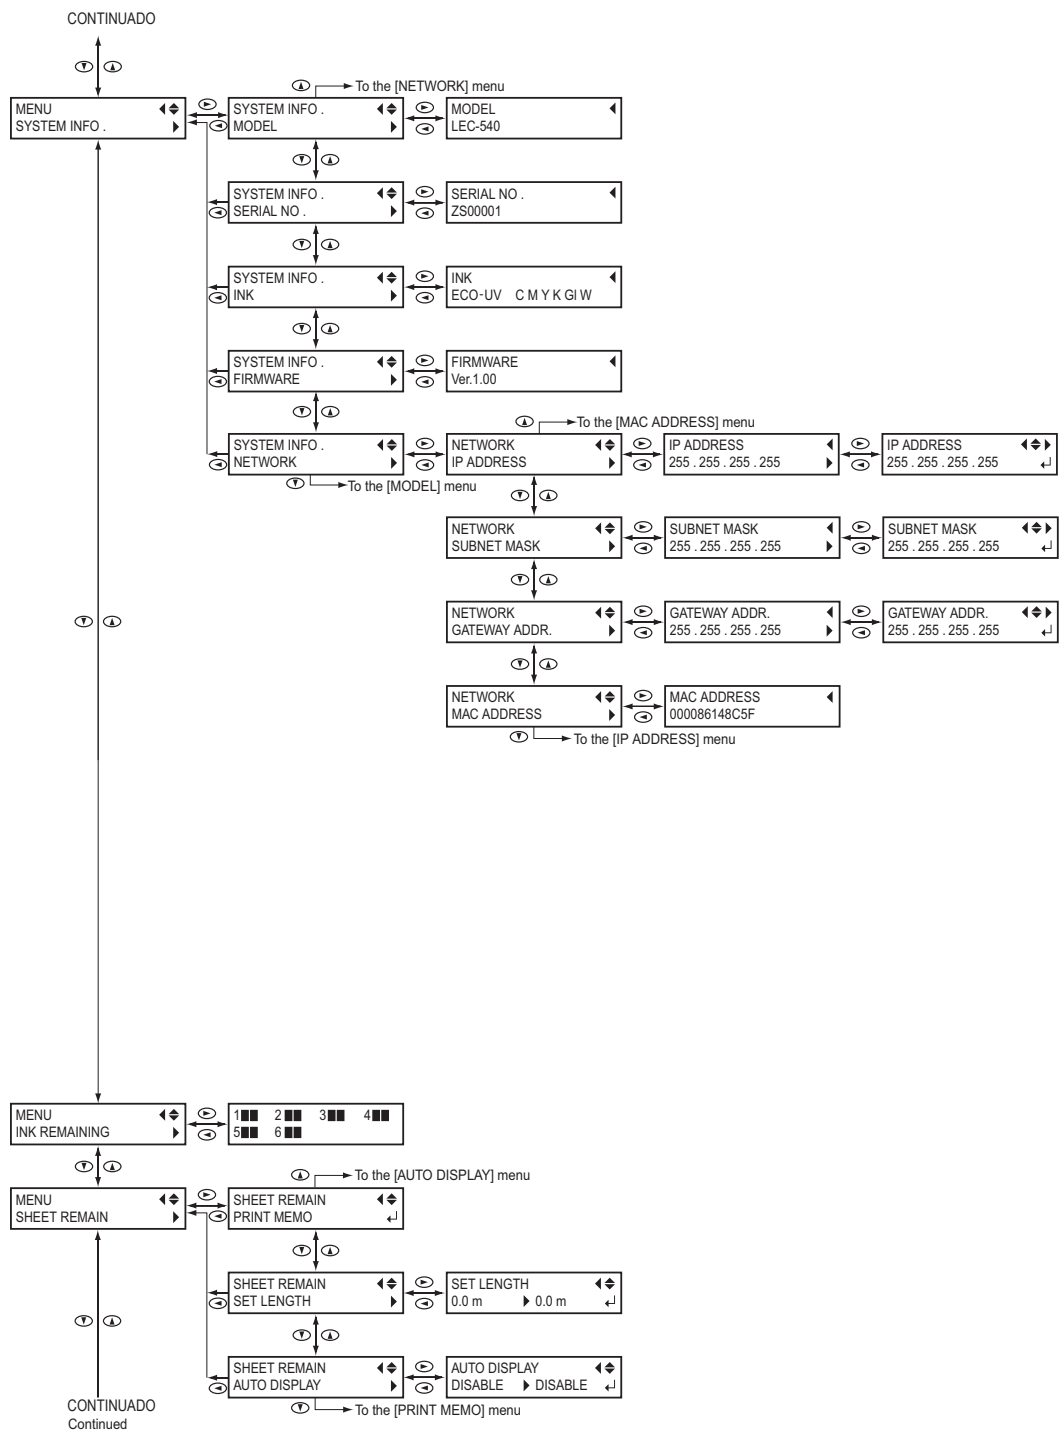 CONTINUADO
To the [NETWORK] menu
MENU
SYSTEM INFO .
SYSTEM INFO .
MODEL
MODEL
LEC-540
SYSTEM INFO .
SERIAL NO .
SERIAL NO .
ZS00001
SYSTEM INFO .
INK
INK
ECO-UV C M Y K Gl W
SYSTEM INFO .
FIRMWARE
FIRMWARE
Ver.1.00
To the [MAC ADDRESS] menu
SYSTEM INFO .
NETWORK
NETWORK
IP ADDRESS
IP ADDRESS
255 . 255 . 255 . 255
IP ADDRESS
255 . 255 . 255 . 255
To the [MODEL] menu
NETWORK
SUBNET MASK
SUBNET MASK
255 . 255 . 255 . 255
SUBNET MASK
255 . 255 . 255 . 255
NETWORK
GATEWAY ADDR.
GATEWAY ADDR.
255 . 255 . 255 . 255
GATEWAY ADDR.
255 . 255 . 255 . 255
NETWORK
MAC ADDRESS
MAC ADDRESS
000086148C5F
To the [IP ADDRESS] menu
MENU
INK REMAINING
1■■ 2■■ 3■■ 4■■
5■■ 6■■
To the [AUTO DISPLAY] menu
MENU
SHEET REMAIN
SHEET REMAIN
PRINT MEMO
SHEET REMAIN
SET LENGTH
SET LENGTH
0.0 m 0.0 m
SHEET REMAIN
AUTO DISPLAY
AUTO DISPLAY
DISABLE DISABLE
To the [PRINT MEMO] menu
CONTINUADO
Continued